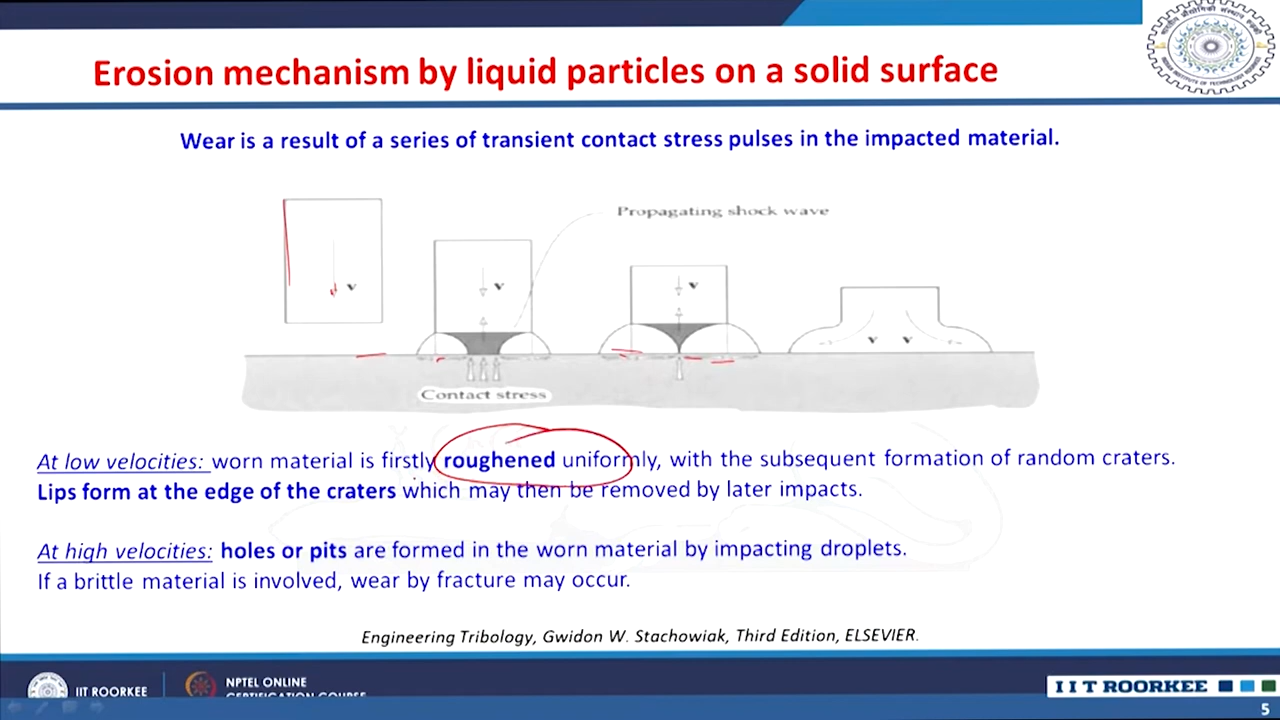 Erosion mechanism by liquid particles on a solid surface
Wear is a result of a series of transient contact stress pulses in the impacted material.
Propagating shock wave
v
v
v
v v
Contact stress
At low velocities: worn material is firstly roughened uniformly, with the subsequent formation of random craters.
Lips form at the edge of the craters which may then be removed by later impacts.
At high velocities: holes or pits are formed in the worn material by impacting droplets.
If a brittle material is involved, wear by fracture may occur.
Engineering Tribology, Gwidon W. Stachowiak, Third Edition, ELSEVIER.
IIT ROORKEE
NPTEL ONLINE
CERTIFICATION COURSE
IIT ROORKEE
5